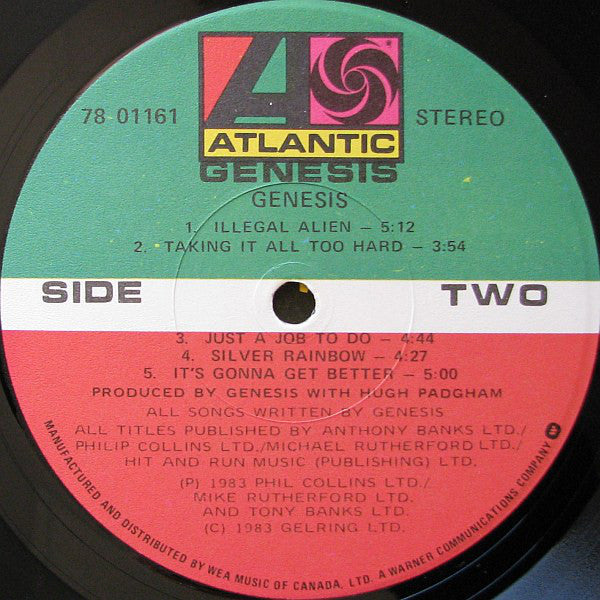 78 01161
ATLANTIC
STEREO
GENESIS
GENESIS
1. ILLEGAL ALIEN – 5:12
2. TAKING IT ALL TOO HARD – 3:54
SIDE TWO
3. JUST A JOB TO DO – 4:44
4. SILVER RAINBOW – 4:27
5. IT'S GONNA GET BETTER – 5:00
PRODUCED BY GENESIS WITH HUGH PADGHAM
ALL SONGS WRITTEN BY GENESIS
ALL TITLES PUBLISHED BY ANTHONY BANKS LTD./
PHILIP COLLINS LTD./MICHAEL RUTHERFORD LTD./
HIT AND RUN MUSIC (PUBLISHING) LTD.
(P) 1983 PHIL COLLINS LTD./
MIKE RUTHERFORD LTD.
AND TONY BANKS LTD.
(C) 1983 GELRING LTD.
MANUFACTURED AND DISTRIBUTED BY WEA MUSIC OF CANADA, LTD. A WARNER COMMUNICATIONS COMPANY